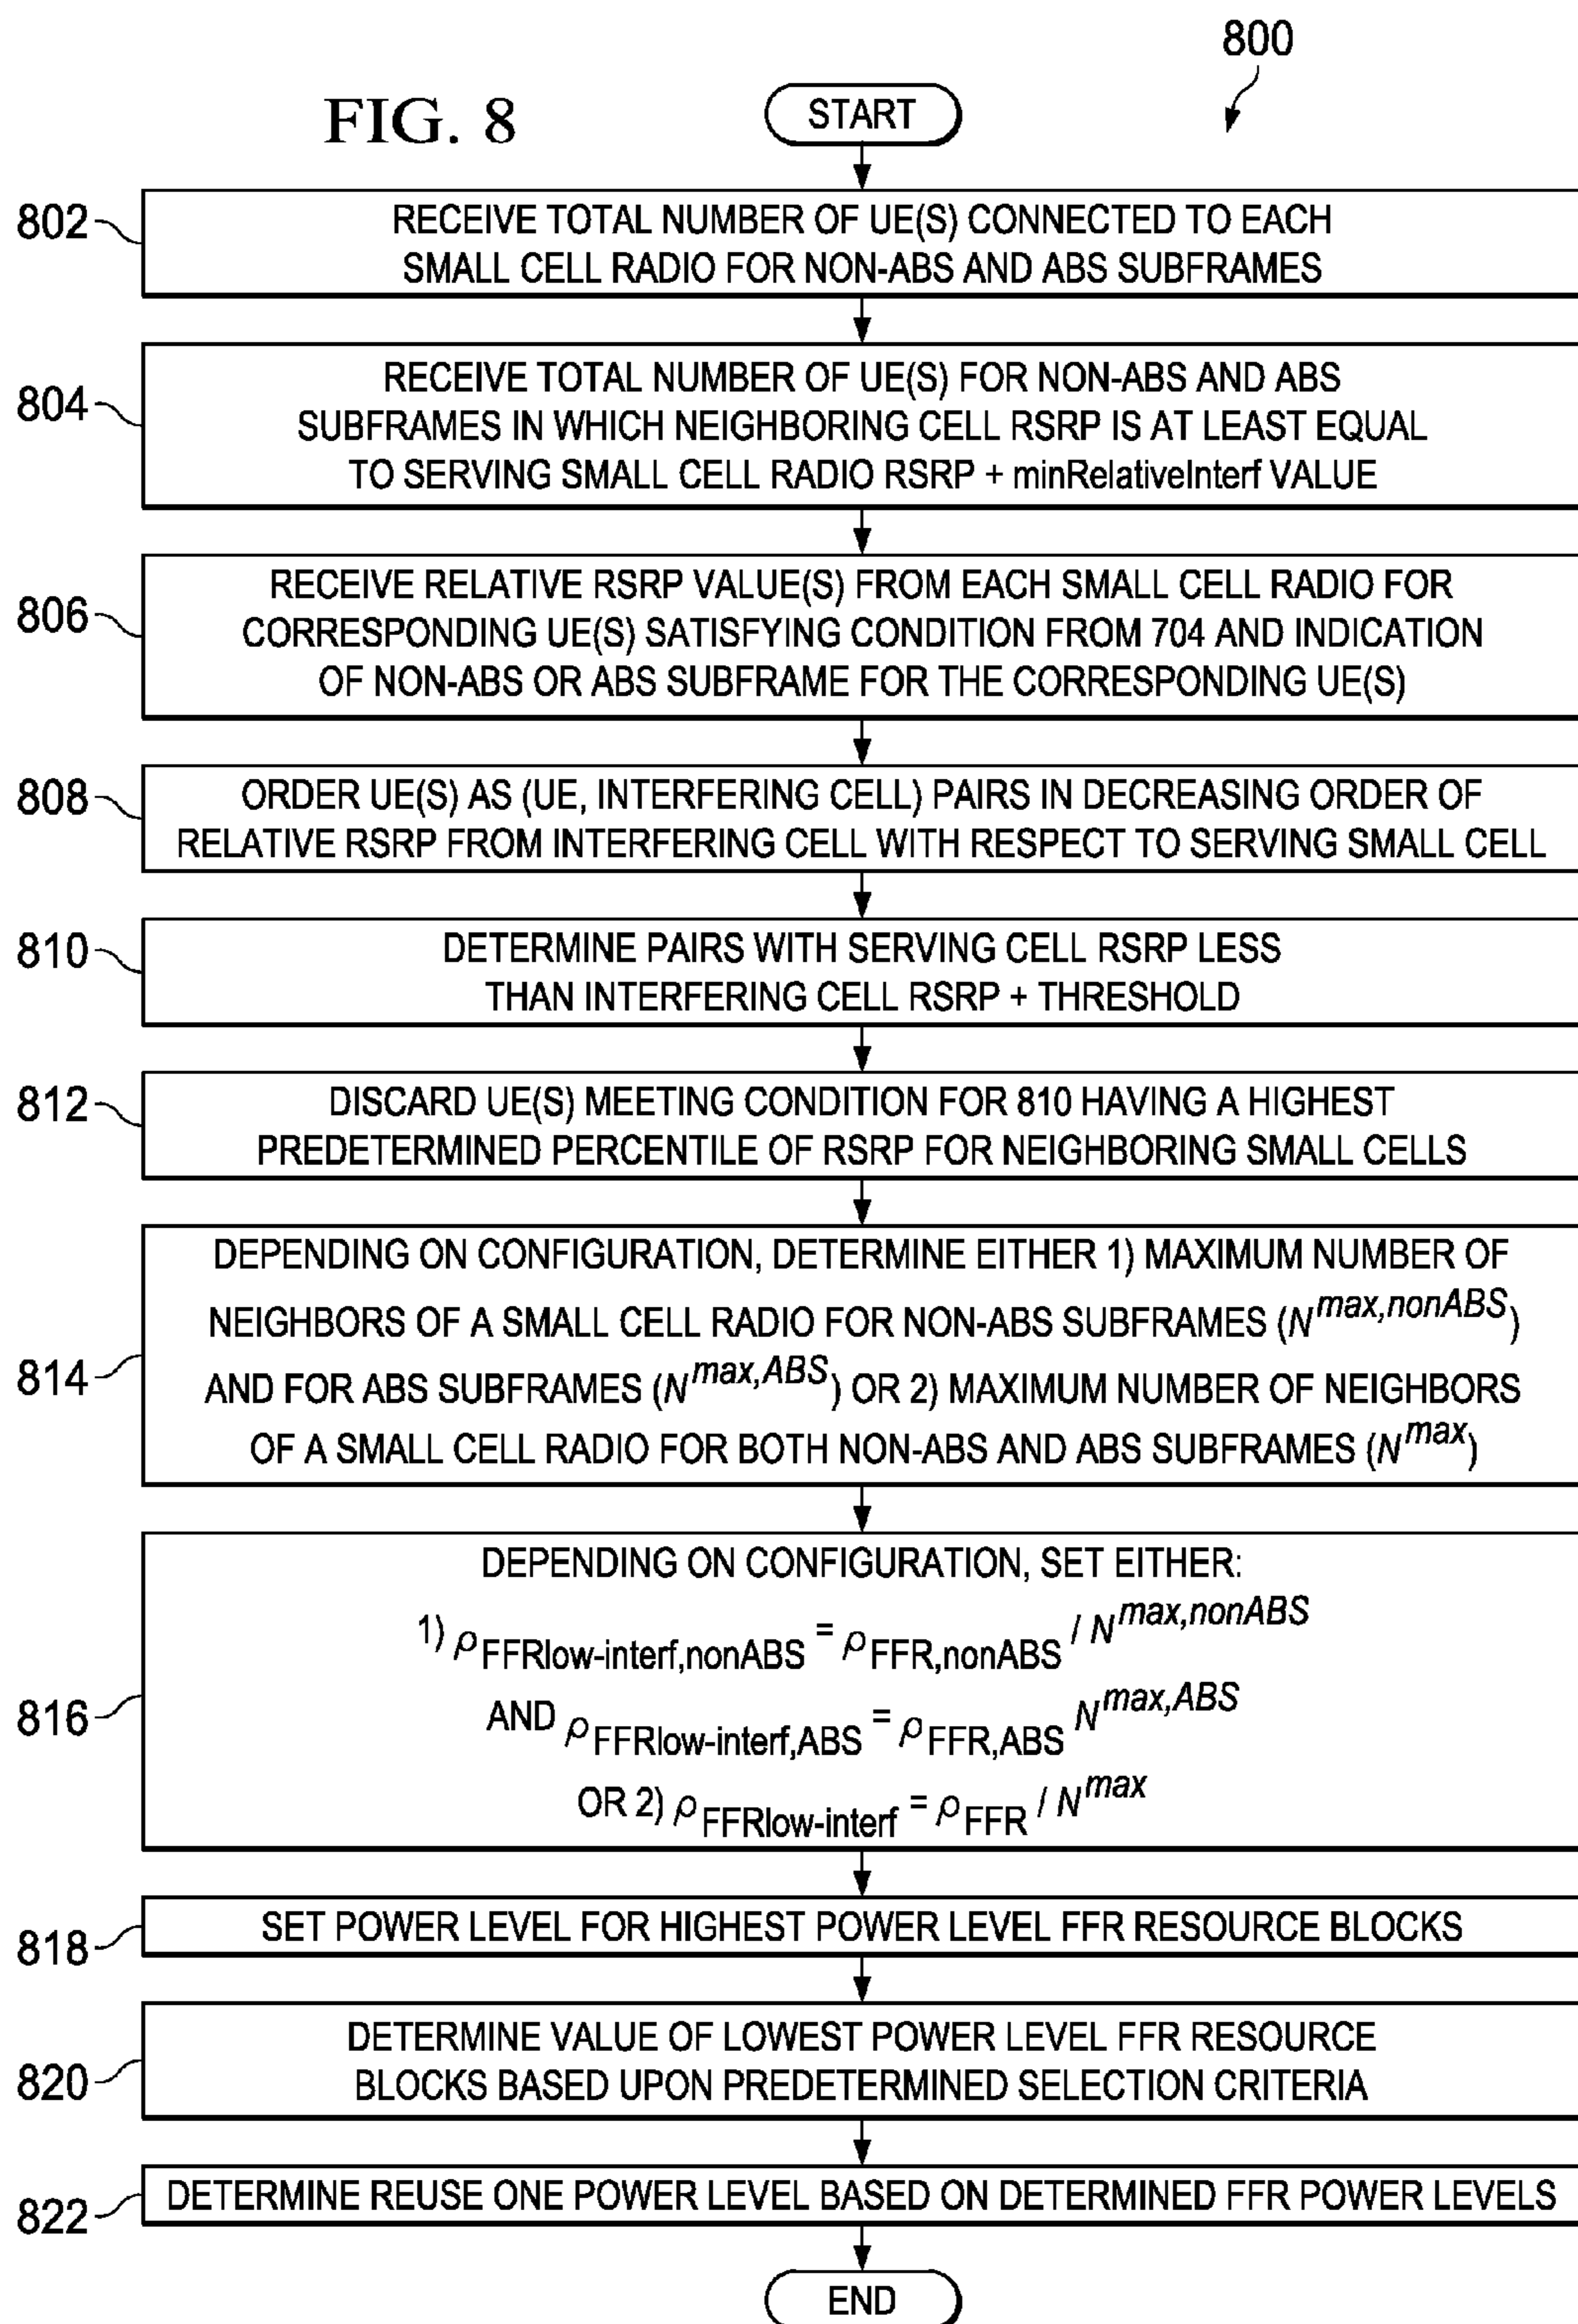 800
FIG. 8
START
802
RECEIVE TOTAL NUMBER OF UE(S) CONNECTED TO EACH
SMALL CELL RADIO FOR NON-ABS AND ABS SUBFRAMES
804
RECEIVE TOTAL NUMBER OF UE(S) FOR NON-ABS AND ABS
SUBFRAMES IN WHICH NEIGHBORING CELL RSRP IS AT LEAST EQUAL
TO SERVING SMALL CELL RADIO RSRP + minRelativeInterf VALUE
806
RECEIVE RELATIVE RSRP VALUE(S) FROM EACH SMALL CELL RADIO FOR
CORRESPONDING UE(S) SATISFYING CONDITION FROM 704 AND INDICATION
OF NON-ABS OR ABS SUBFRAME FOR THE CORRESPONDING UE(S)
808
ORDER UE(S) AS (UE, INTERFERING CELL) PAIRS IN DECREASING ORDER OF
RELATIVE RSRP FROM INTERFERING CELL WITH RESPECT TO SERVING SMALL CELL
810
DETERMINE PAIRS WITH SERVING CELL RSRP LESS
THAN INTERFERING CELL RSRP + THRESHOLD
812
DISCARD UE(S) MEETING CONDITION FOR 810 HAVING A HIGHEST
PREDETERMINED PERCENTILE OF RSRP FOR NEIGHBORING SMALL CELLS
814
DEPENDING ON CONFIGURATION, DETERMINE EITHER 1) MAXIMUM NUMBER OF
NEIGHBORS OF A SMALL CELL RADIO FOR NON-ABS SUBFRAMES (N^max,nonABS)
AND FOR ABS SUBFRAMES (N^max,ABS) OR 2) MAXIMUM NUMBER OF NEIGHBORS
OF A SMALL CELL RADIO FOR BOTH NON-ABS AND ABS SUBFRAMES (N^max)
816
DEPENDING ON CONFIGURATION, SET EITHER:
1) ρ_FFRlow-interf,nonABS = ρ_FFR,nonABS / N^max,nonABS
AND ρ_FFRlow-interf,ABS = ρ_FFR,ABS N^max,ABS
OR 2) ρ_FFRlow-interf = ρ_FFR / N^max
818
SET POWER LEVEL FOR HIGHEST POWER LEVEL FFR RESOURCE BLOCKS
820
DETERMINE VALUE OF LOWEST POWER LEVEL FFR RESOURCE
BLOCKS BASED UPON PREDETERMINED SELECTION CRITERIA
822
DETERMINE REUSE ONE POWER LEVEL BASED ON DETERMINED FFR POWER LEVELS
END